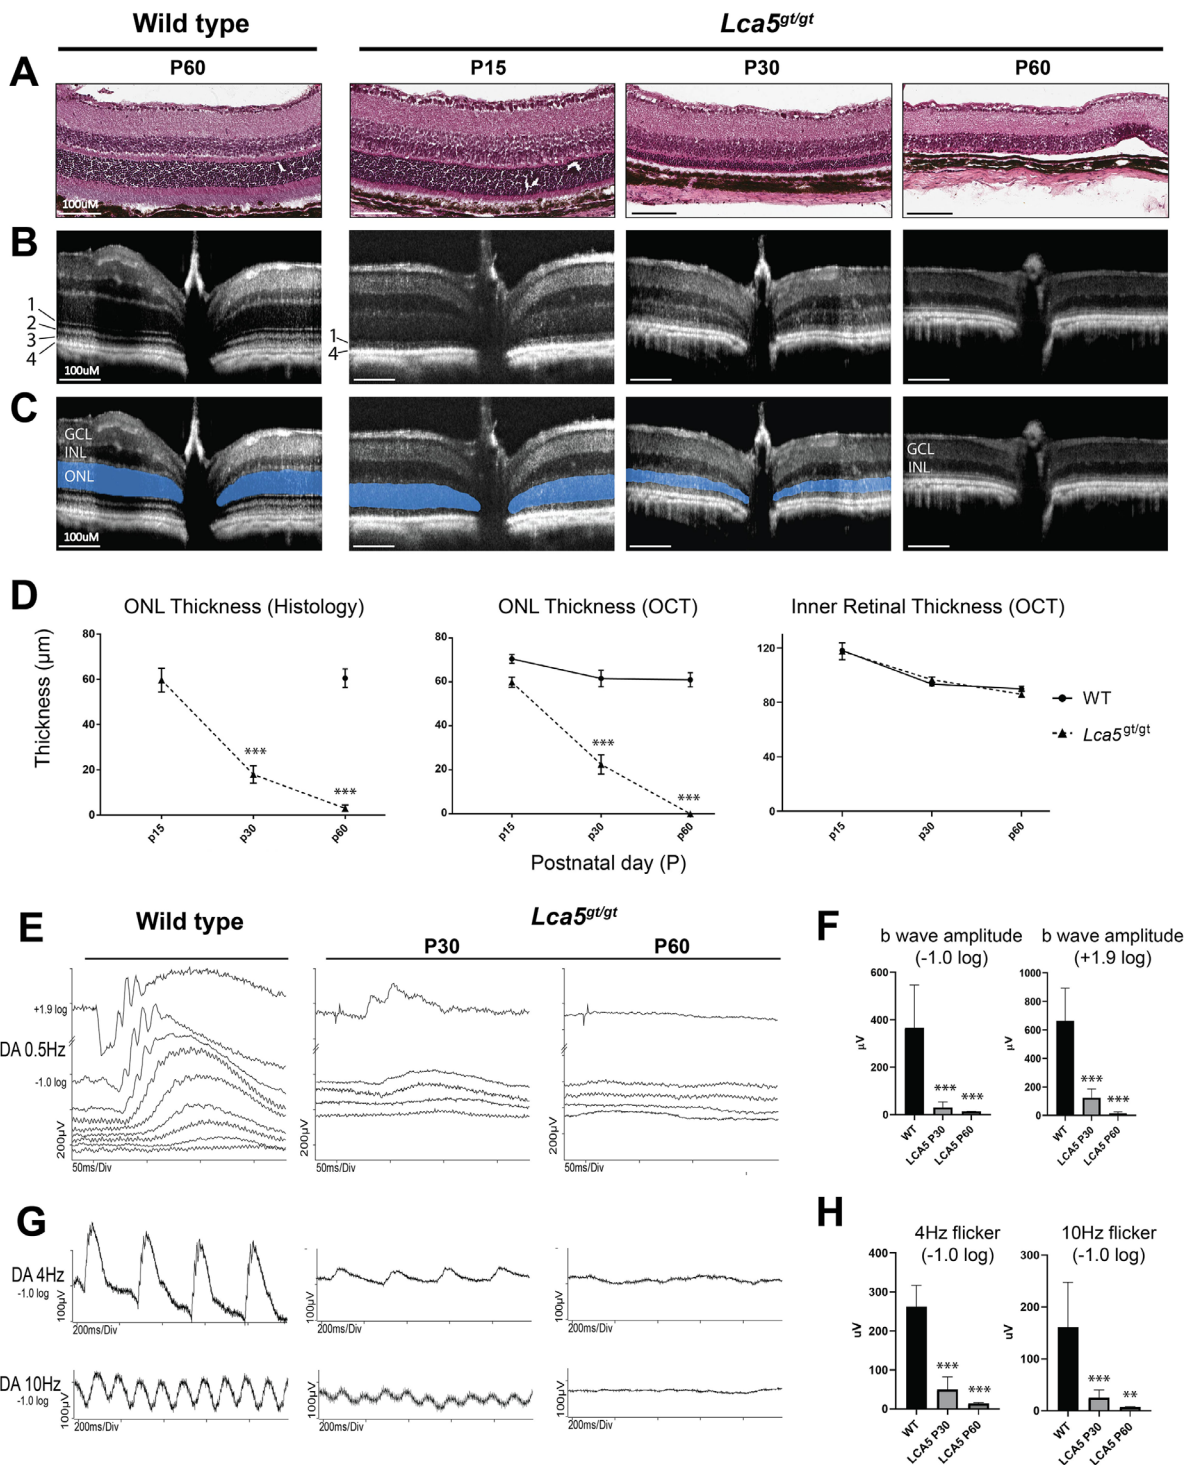 Wild type
Lca5gt/gt
P60
P15
P30
P60
A
100uM
B
1
2
3
4
1
4
100uM
C
GCL
INL
ONL
GCL
INL
100uM
D
ONL Thickness (Histology)
ONL Thickness (OCT)
Inner Retinal Thickness (OCT)
Thickness (μm)
80
60
40
20
0
***
***
p15
p30
p60
80
60
40
20
0
***
***
p15
p30
p60
120
80
40
0
p15
p30
p60
WT
Lca5gt/gt
Postnatal day (P)
E
Wild type
Lca5gt/gt
P30
P60
+1.9 log
DA 0.5Hz
-1.0 log
200μV
50ms/Div
200μV
50ms/Div
200μV
50ms/Div
F
b wave amplitude
(-1.0 log)
600
400
200
0
μV
***
***
WT
LCA5 P30
LCA5 P60
b wave amplitude
(+1.9 log)
1000
800
600
400
200
0
μV
***
***
WT
LCA5 P30
LCA5 P60
G
DA 4Hz
-1.0 log
100μV
200ms/Div
100μV
200ms/Div
100μV
200ms/Div
DA 10Hz
-1.0 log
100μV
200ms/Div
100μV
200ms/Div
100μV
200ms/Div
H
4Hz flicker
(-1.0 log)
400
300
200
100
0
uV
***
***
WT
LCA5 P30
LCA5 P60
10Hz flicker
(-1.0 log)
300
200
100
0
uV
***
**
WT
LCA5 P30
LCA5 P60